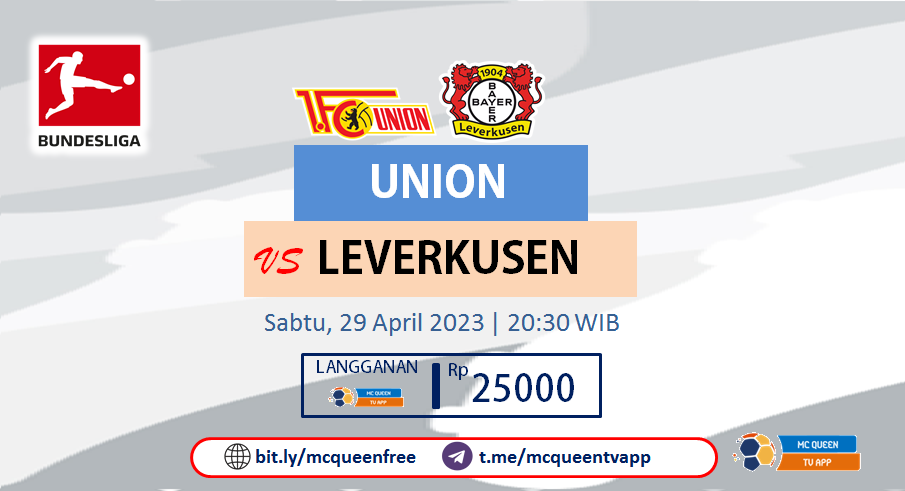 BUNDESLIGA
1.FC UNION
1904
BAYER
BAYER
Leverkusen
UNION
VS LEVERKUSEN
Sabtu, 29 April 2023 | 20:30 WIB
LANGGANAN
MC QUEEN
TV APP
Rp 25000
bit.ly/mcqueenfree
t.me/mcqueentvapp
MC QUEEN
TV APP